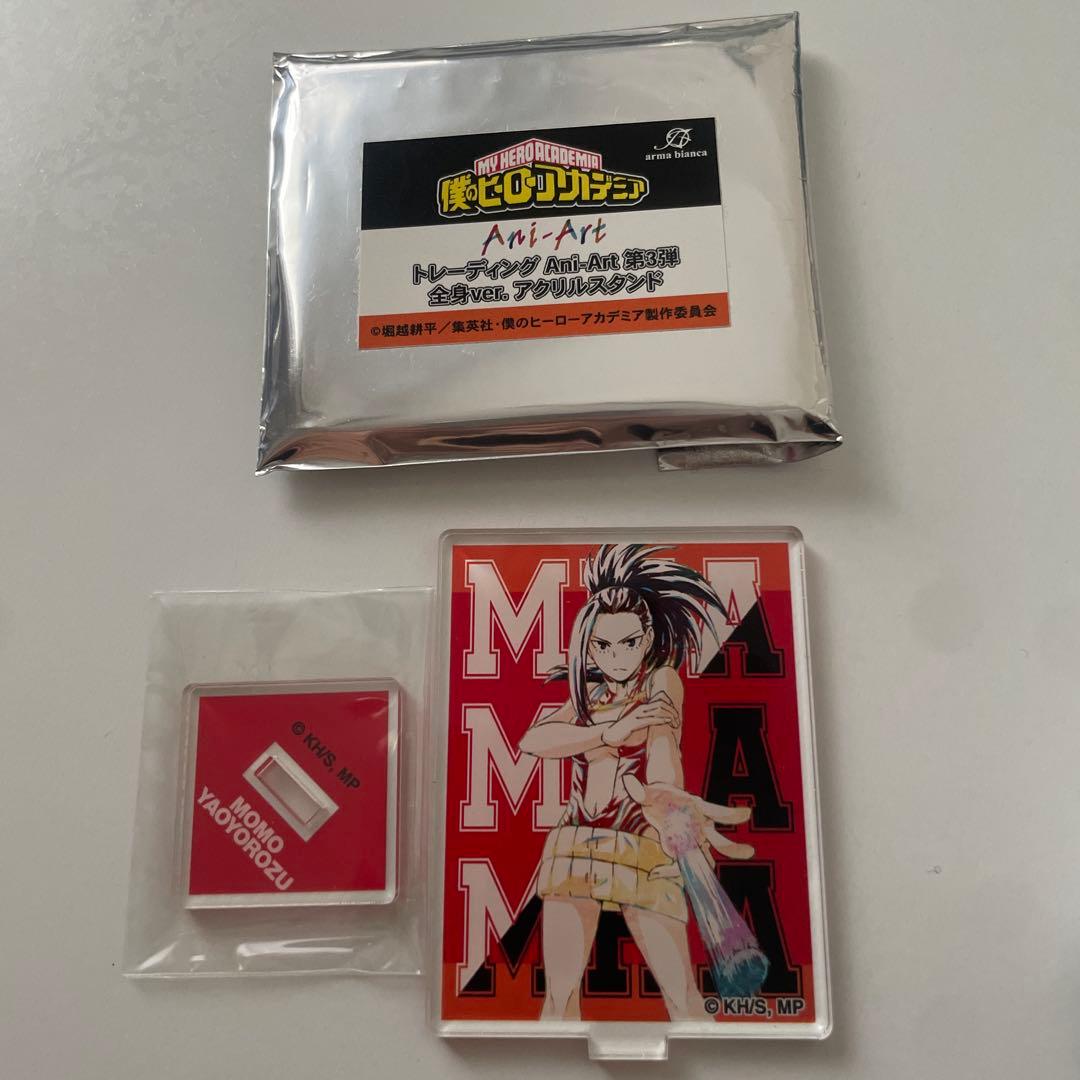 arma bianca
MY HERO ACADEMIA
僕のヒーローアカデミア
Ani-Art
トレーディング Ani-Art 第3弾
全身ver. アクリルスタンド
©堀越耕平／集英社・僕のヒーローアカデミア製作委員会
© KH/S, MP
MOMO
YAOYOROZU
MHA
MHA
MHA
© KH/S, MP